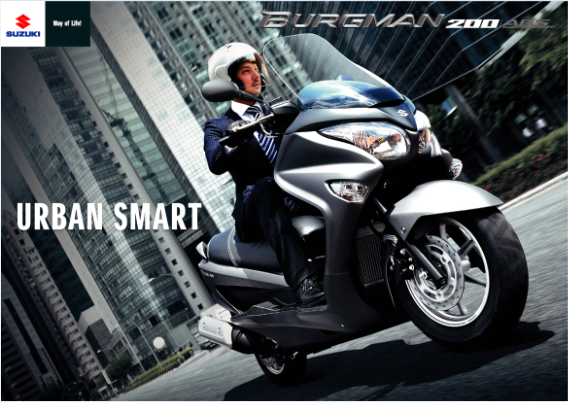 SUZUKI
Way of Life!
BURGMAN 200 ABS
URBAN SMART